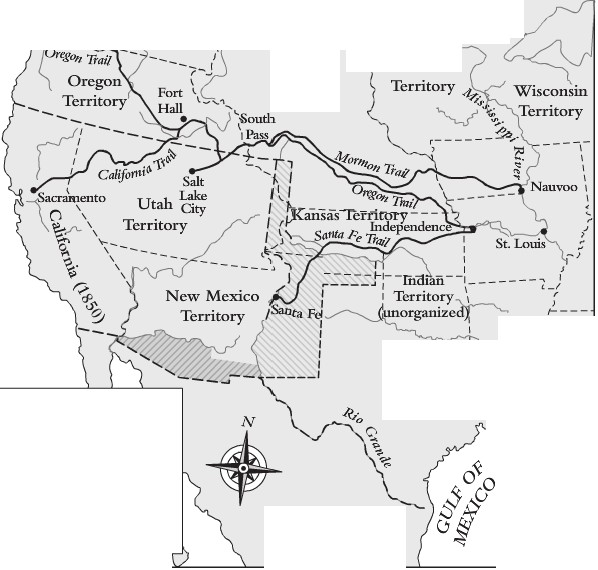 Oregon Trail
Oregon
Territory
Fort
Hall
South
Pass
Territory
Mississippi River
Wisconsin
Territory
California Trail
Mormon Trail
Oregon Trail
Nauvoo
Sacramento
Salt
Lake
City
Utah
Territory
Kansas Territory
Independence
Santa Fe Trail
St. Louis
California (1850)
New Mexico
Territory
Santa Fe
Indian
Territory
(unorganized)
Rio Grande
N
GULF OF
MEXICO